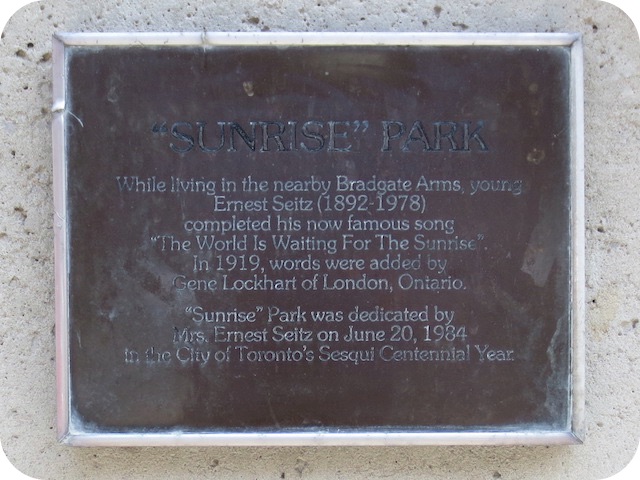 "SUNRISE" PARK
While living in the nearby Bradgate Arms, young
Ernest Seitz (1892-1978)
completed his now famous song
"The World Is Waiting For The Sunrise".
In 1919, words were added by
Gene Lockhart of London, Ontario.
"Sunrise" Park was dedicated by
Mrs. Ernest Seitz on June 20, 1984
in the City of Toronto's Sesqui Centennial Year.